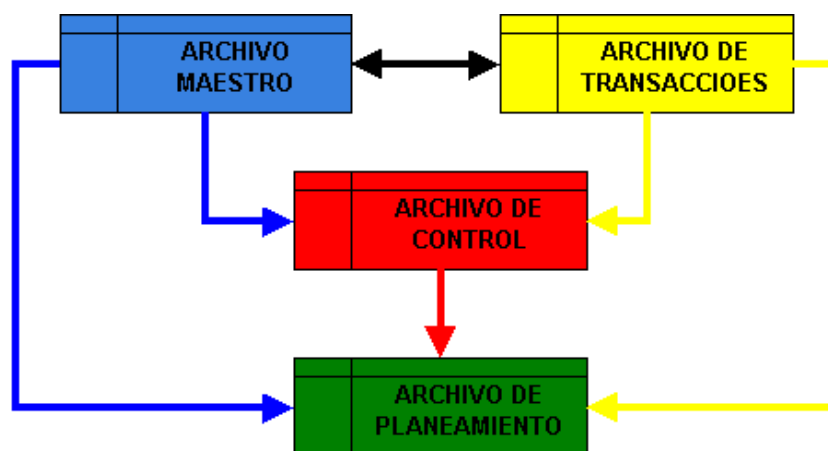 ARCHIVO
MAESTRO
ARCHIVO DE
TRANSACCIOES
ARCHIVO DE
CONTROL
ARCHIVO DE
PLANEAMIENTO